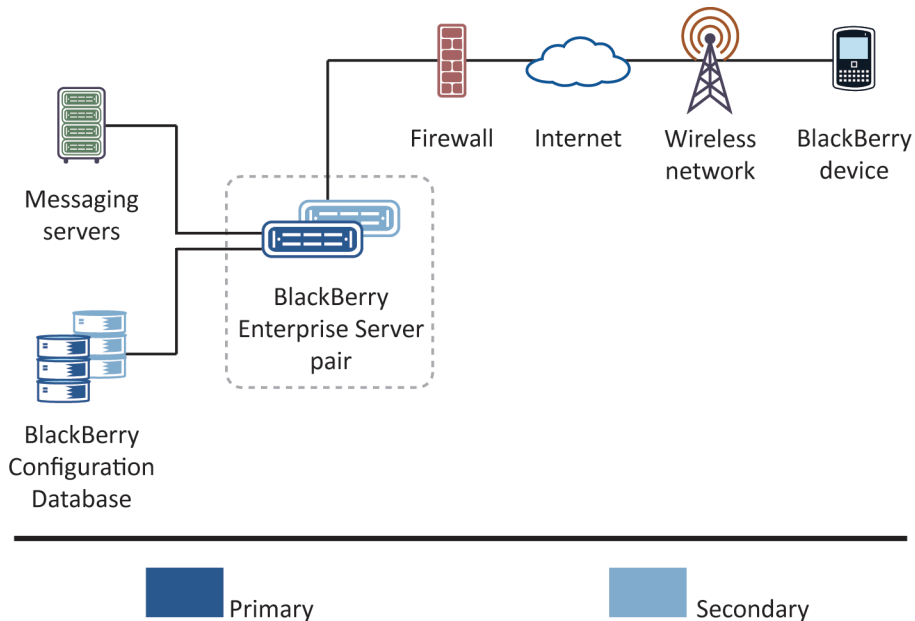 Firewall
Internet
Wireless
network
BlackBerry
device
Messaging
servers
BlackBerry
Enterprise Server
pair
BlackBerry
Configuration
Database
Primary
Secondary